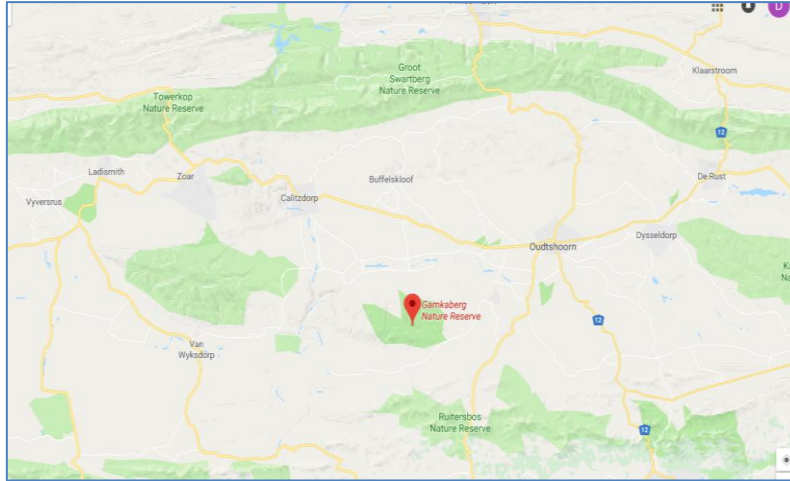 D
Groot
Swartberg
Nature Reserve
Klaarstroom
Towerkop
Nature Reserve
12
Ladismith
Zoar
Buffelskloof
De Rust
Calitzdorp
Vyversrus
Dysseldorp
Oudtshoorn
Gamkaberg
Nature Reserve
12
Van
Wyksdorp
Ruitersbos
Nature Reserve
12